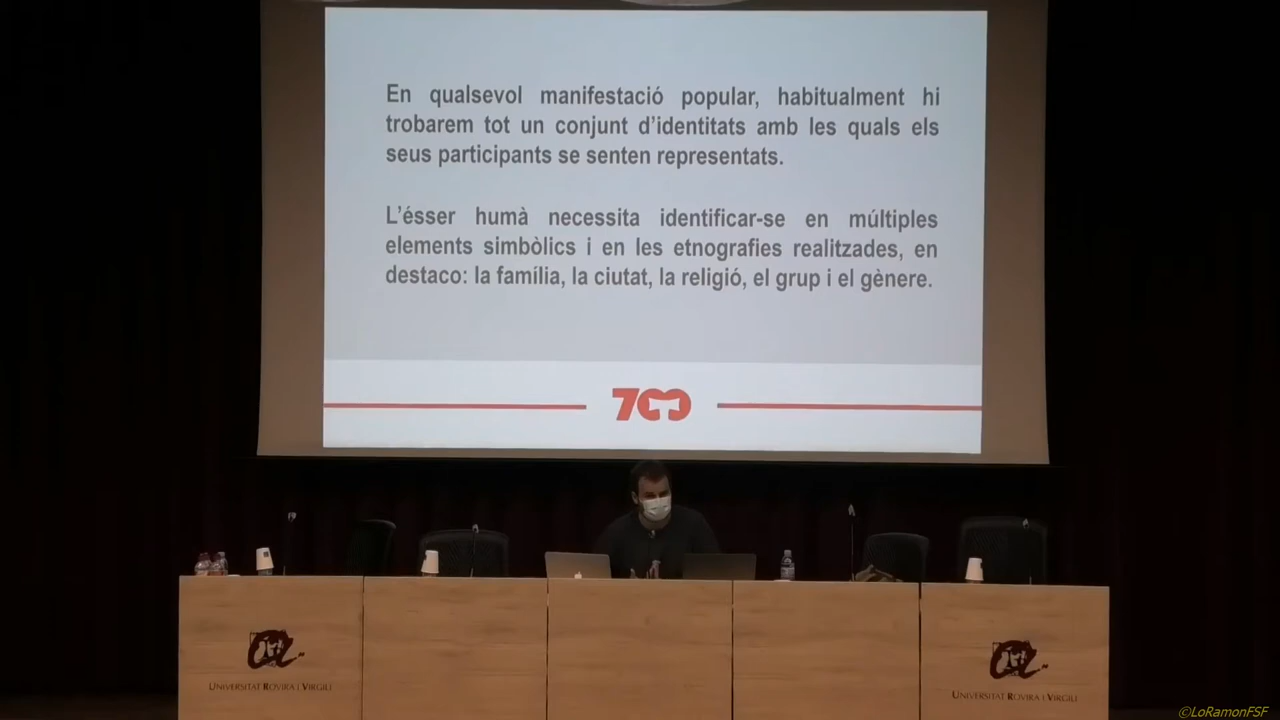 En qualsevol manifestació popular, habitualment hi
trobarem tot un conjunt d'identitats amb les quals els
seus participants se senten representats.
L'ésser humà necessita identificar-se en múltiples
elements simbòlics i en les etnografies realitzades, en
destaco: la família, la ciutat, la religió, el grup i el gènere.
700
UNIVERSITAT ROVIRA I VIRGILI
UNIVERSITAT ROVIRA I VIRGILI
©LoRamonFSF